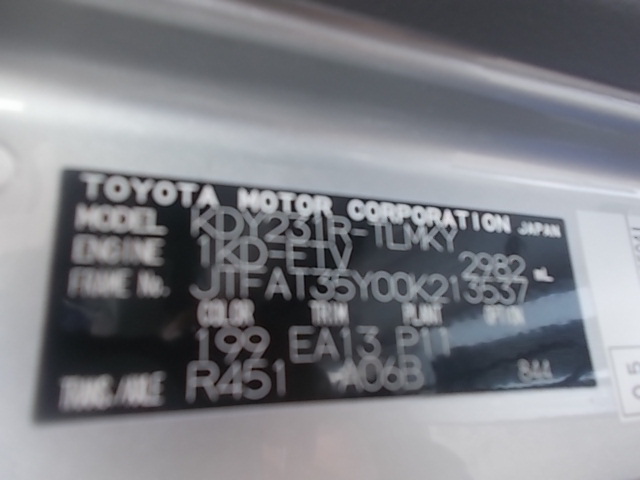 TOYOTA MOTOR CORPORATION JAPAN
MODEL KDY231R-TLMKY
ENGINE 1KD-FTV 2982 mL
FRAME No. JTFAT35Y00K213537
COLOR TRIM PLANT OPTION
199 EA13 P11
TRANS/AXLE R451 A06B 844